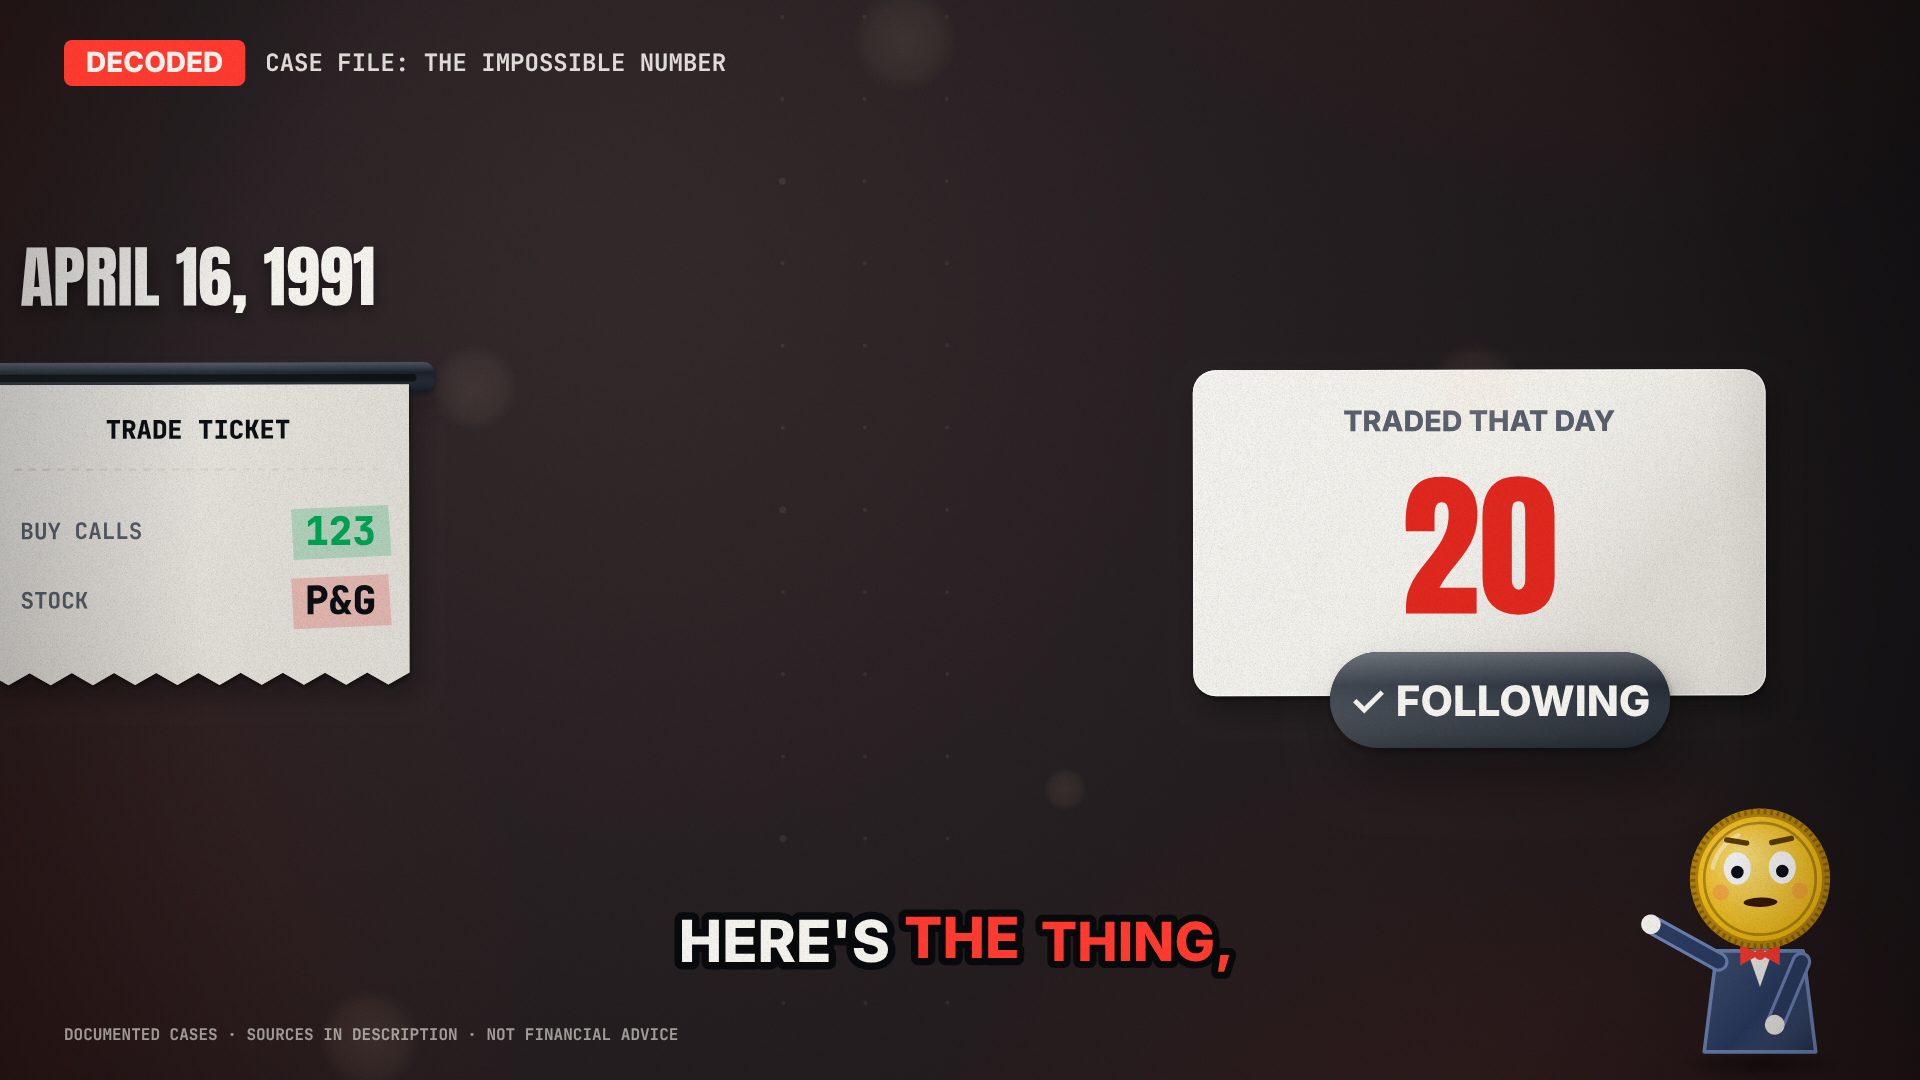 DECODED CASE FILE: THE IMPOSSIBLE NUMBER
APRIL 16, 1991
TRADE TICKET
BUY CALLS 123
STOCK P&G
TRADED THAT DAY
20
✓ FOLLOWING
HERE'S THE THING,
DOCUMENTED CASES · SOURCES IN DESCRIPTION · NOT FINANCIAL ADVICE